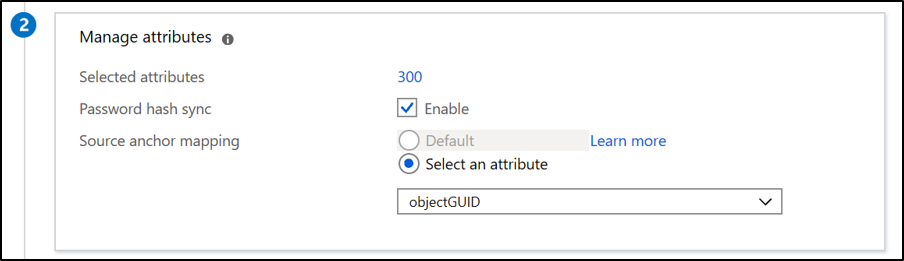 2
Manage attributes
Selected attributes 300
Password hash sync Enable
Source anchor mapping Default Learn more
Select an attribute
objectGUID